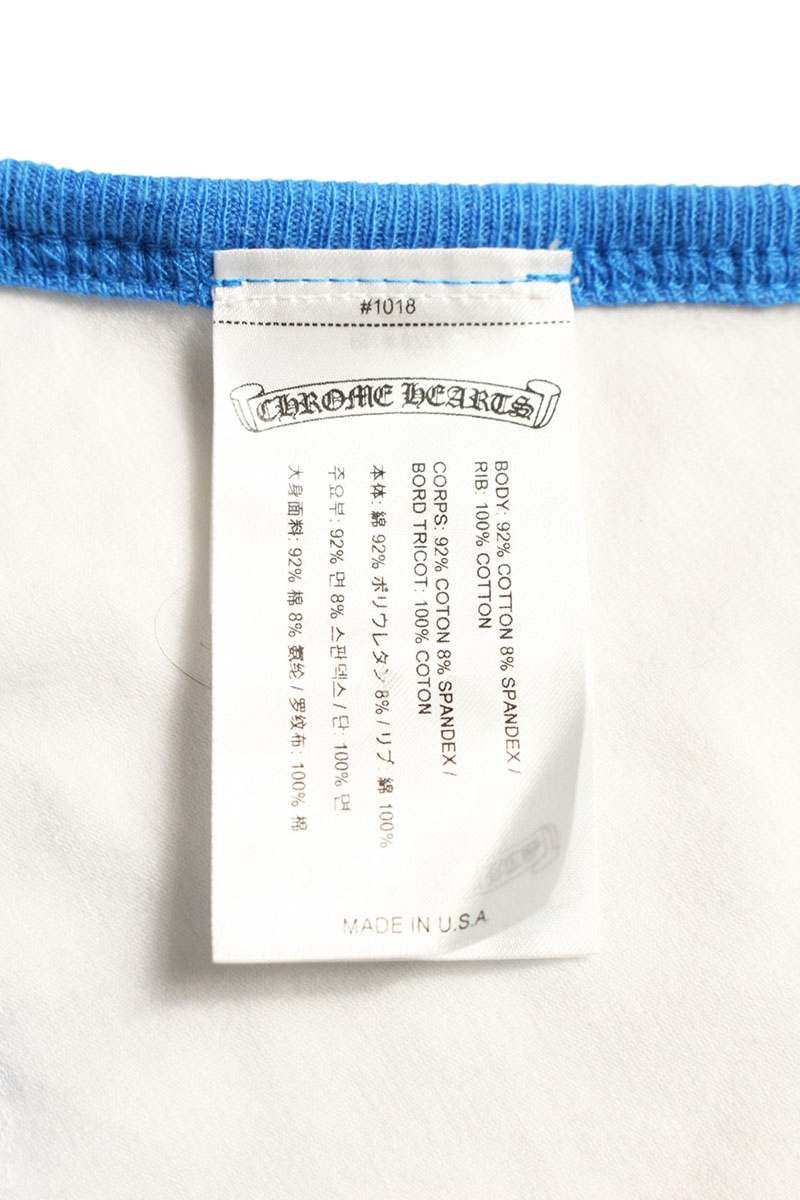 #1018
CHROME HEARTS
BODY: 92% COTTON 8% SPANDEX /
RIB: 100% COTTON
CORPS: 92% COTON 8% SPANDEX /
BORD TRICOT: 100% COTON
本体: 綿 92% ポリウレタン 8% / リブ: 綿 100%
주요부: 92% 면 8% 스판덱스 / 단: 100% 면
大身面料: 92% 棉 8% 氨纶 / 罗纹布: 100% 棉
MADE IN U.S.A